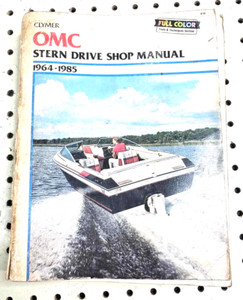 CLYMER
FULL COLOR
OMC
STERN DRIVE SHOP MANUAL
1964-1985